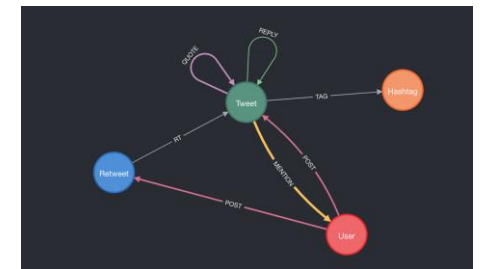 REPLY
QUOTE
Tweet
TAG
Hashtag
RT
MENTION
POST
Retweet
POST
User